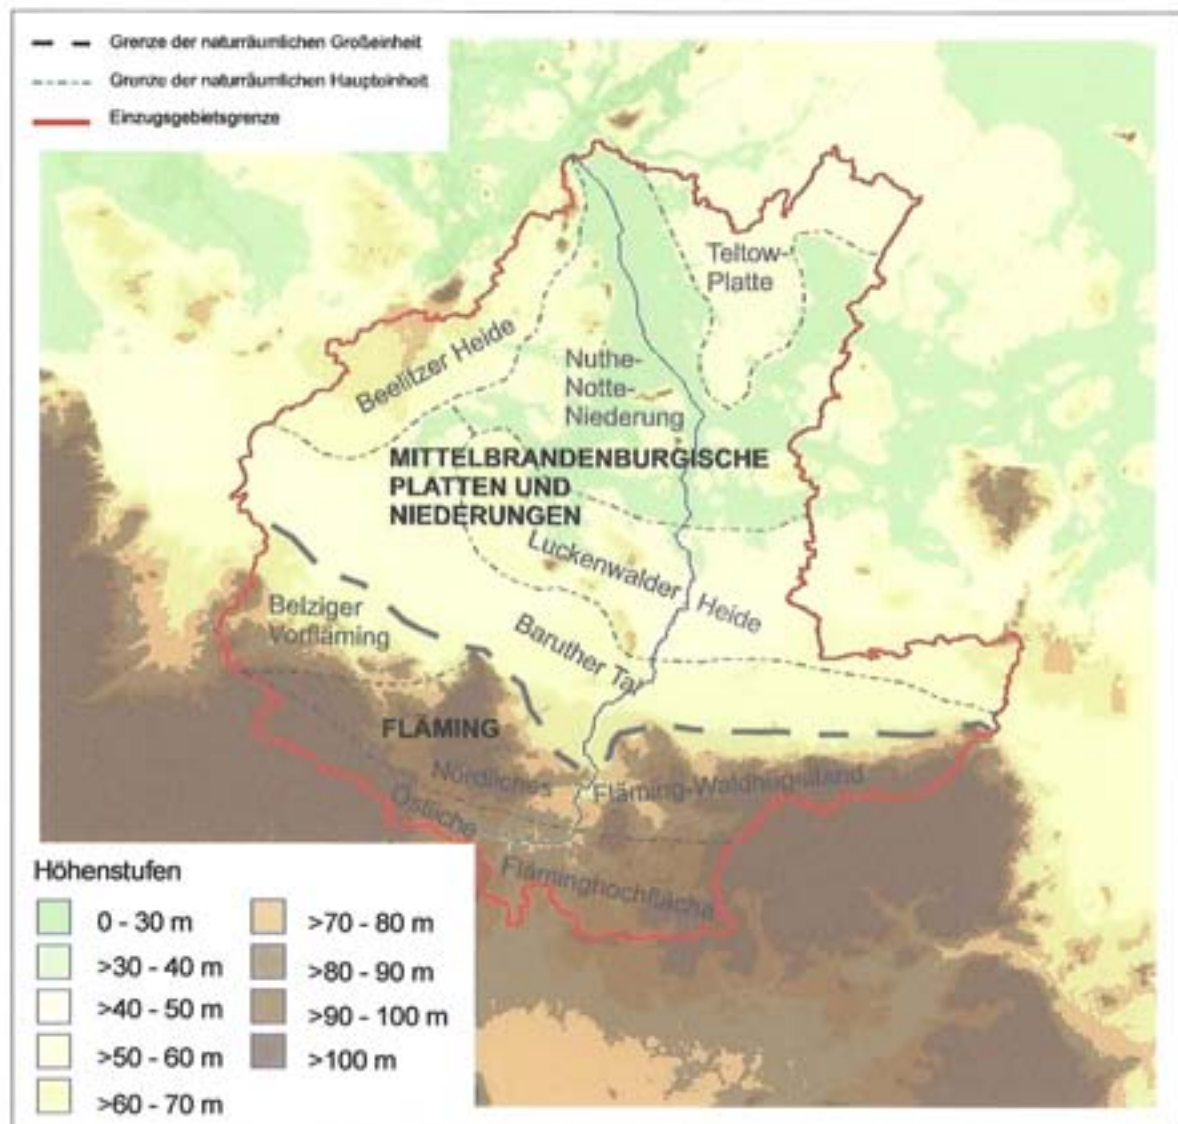 Grenze der naturräumlichen Großeinheit
Grenze der naturräumlichen Haupteinheit
Einzugsgebietsgrenze
Teltow-
Platte
Beelitzer Heide
Nuthe-
Notte-
Niederung
MITTELBRANDENBURGISCHE
PLATTEN UND
NIEDERUNGEN
Luckenwalder Heide
Belziger
Vorfläming
Baruther Tal
FLÄMING
Nördliches Fläming-Waldhügelland
Östliche
Fläminghochfläche
Höhenstufen
0 - 30 m
>30 - 40 m
>40 - 50 m
>50 - 60 m
>60 - 70 m
>70 - 80 m
>80 - 90 m
>90 - 100 m
>100 m